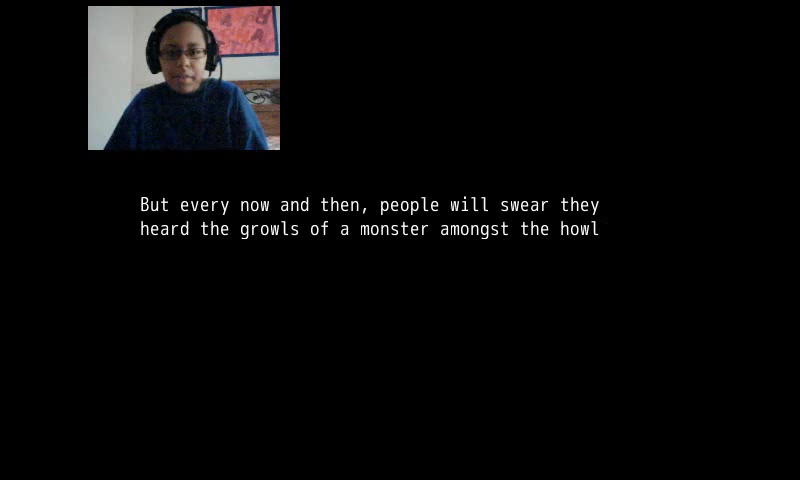 But every now and then, people will swear they
heard the growls of a monster amongst the howl